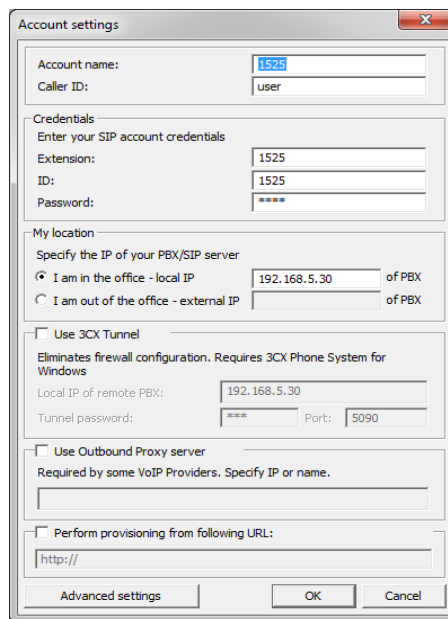 Account settings
Account name: 1525
Caller ID: user
Credentials
Enter your SIP account credentials
Extension: 1525
ID: 1525
Password: ****
My location
Specify the IP of your PBX/SIP server
I am in the office - local IP 192.168.5.30 of PBX
I am out of the office - external IP of PBX
Use 3CX Tunnel
Eliminates firewall configuration. Requires 3CX Phone System for
Windows
Local IP of remote PBX: 192.168.5.30
Tunnel password: *** Port: 5090
Use Outbound Proxy server
Required by some VoIP Providers. Specify IP or name.
Perform provisioning from following URL:
http://
Advanced settings OK Cancel